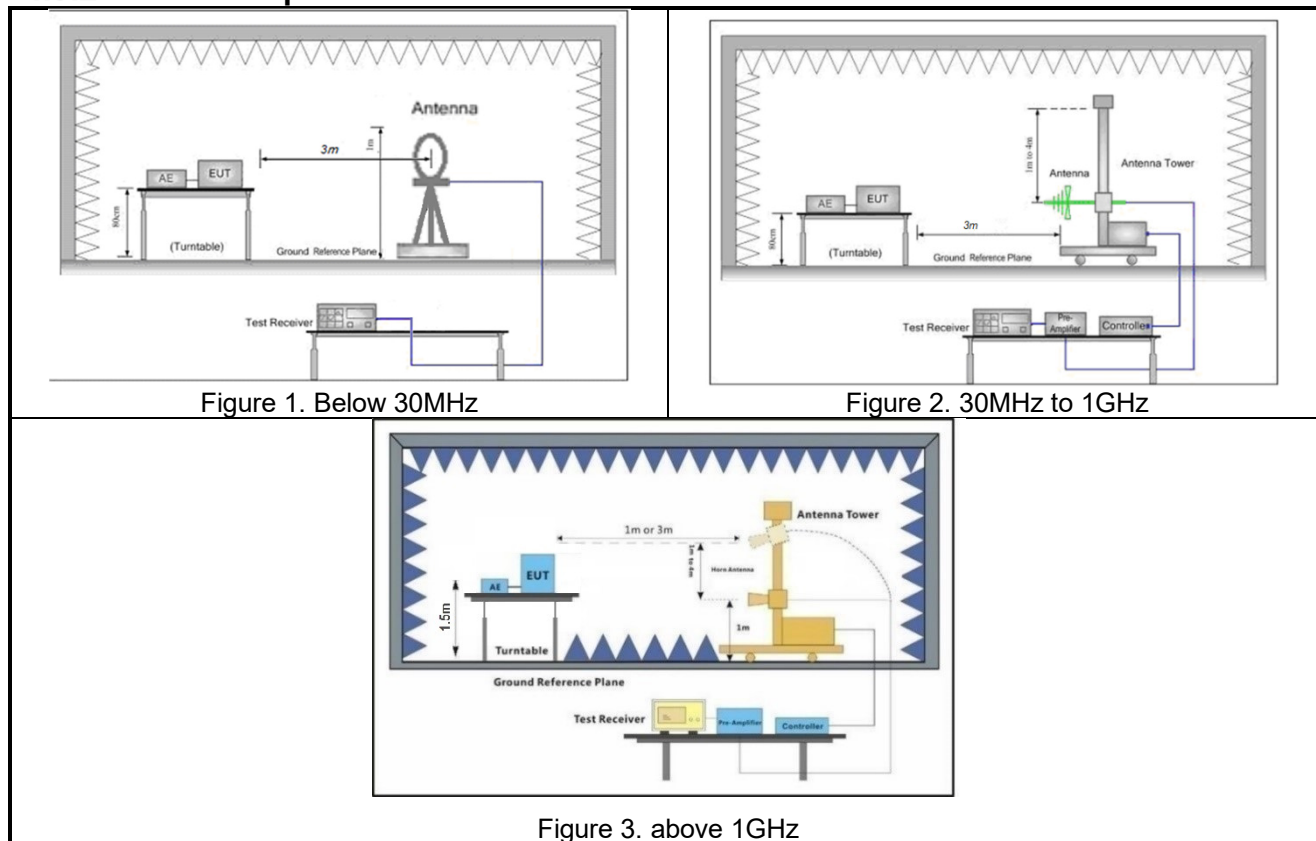 Antenna
3m
1m
AE
EUT
80cm
(Turntable)
Ground Reference Plane
Test Receiver
Figure 1. Below 30MHz
1m to 4m
Antenna Tower
Antenna
AE
EUT
3m
80cm
(Turntable)
Ground Reference Plane
Test Receiver
Pre-
Amplifier
Controller
Figure 2. 30MHz to 1GHz
Antenna Tower
1m or 3m
1m to 4m
Horn Antenna
EUT
AE
1.5m
1m
Turntable
Ground Reference Plane
Test Receiver
Pre-Amplifier
Controller
Figure 3. above 1GHz